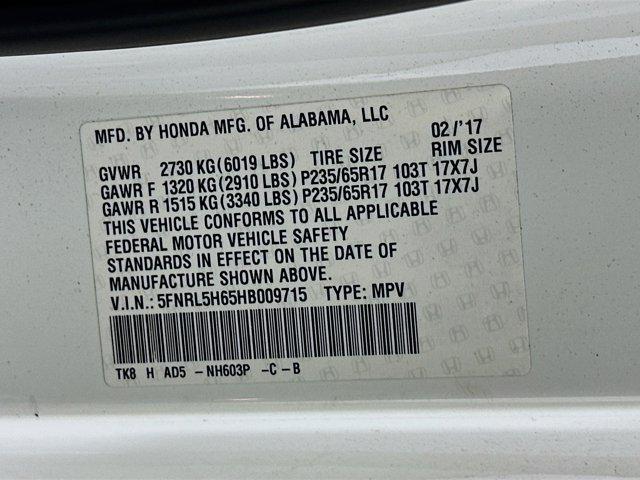 MFD. BY HONDA MFG. OF ALABAMA, LLC 02/'17
GVWR 2730 KG (6019 LBS) TIRE SIZE RIM SIZE
GAWR F 1320 KG (2910 LBS) P235/65R17 103T 17X7J
GAWR R 1515 KG (3340 LBS) P235/65R17 103T 17X7J
THIS VEHICLE CONFORMS TO ALL APPLICABLE
FEDERAL MOTOR VEHICLE SAFETY
STANDARDS IN EFFECT ON THE DATE OF
MANUFACTURE SHOWN ABOVE.
V.I.N.: 5FNRL5H65HB009715 TYPE: MPV
TK8 H AD5 - NH603P - C - B